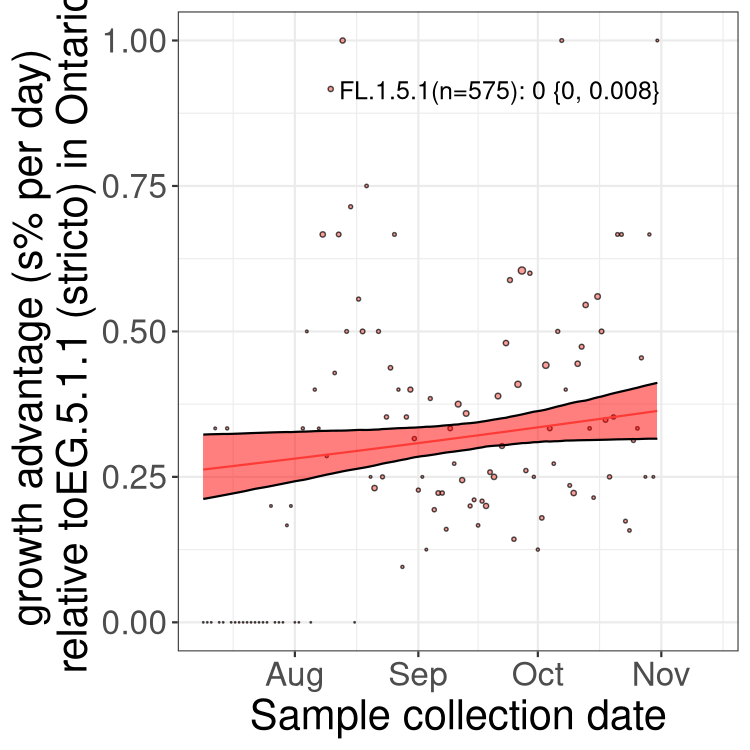 growth advantage (s% per day)
relative toEG.5.1.1 (stricto) in Ontario
1.00
0.75
0.50
0.25
0.00
FL.1.5.1(n=575): 0 {0, 0.008}
Aug Sep Oct Nov
Sample collection date